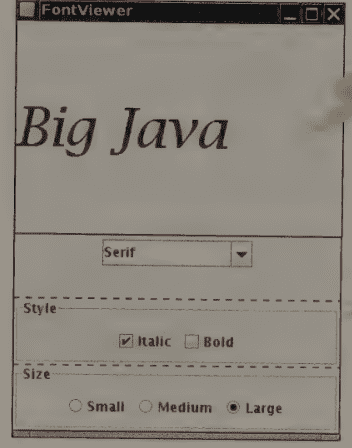 FontViewer
Big Java
Serif
Style
Italic Bold
Size
Small Medium Large